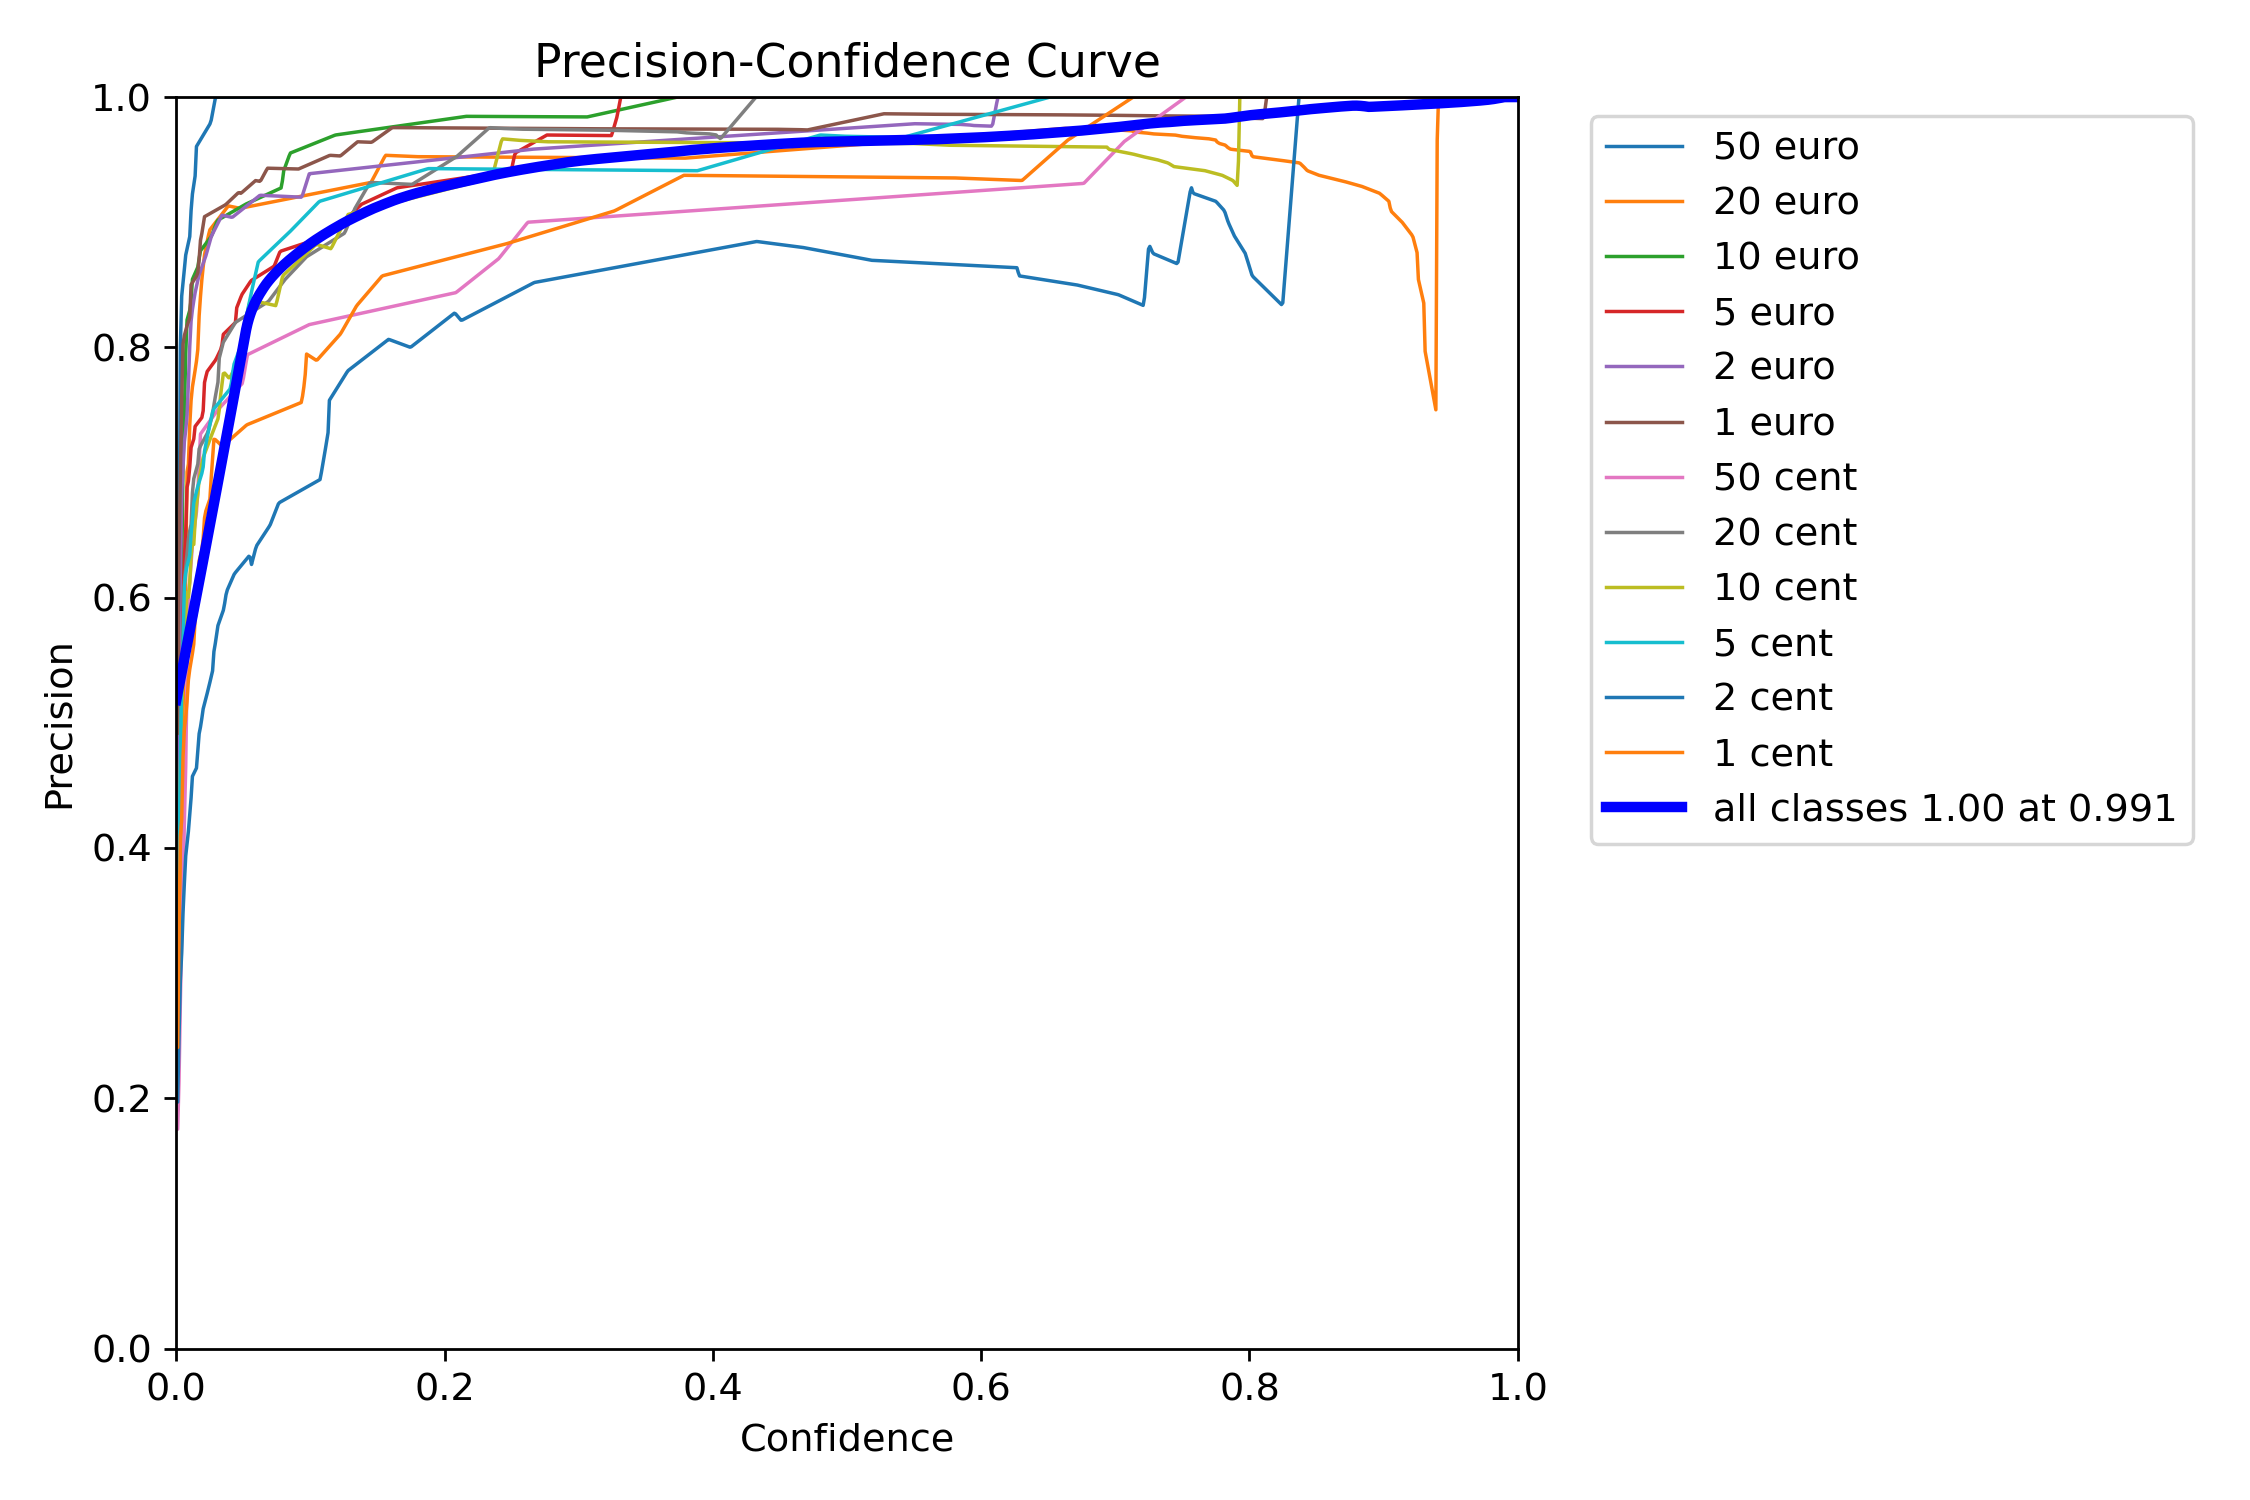 Precision-Confidence Curve
1.0
0.8
0.6
0.4
0.2
0.0
Precision
0.0 0.2 0.4 0.6 0.8 1.0
Confidence
50 euro
20 euro
10 euro
5 euro
2 euro
1 euro
50 cent
20 cent
10 cent
5 cent
2 cent
1 cent
all classes 1.00 at 0.991